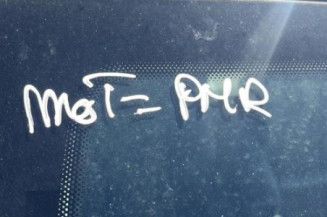 MOT = PMR